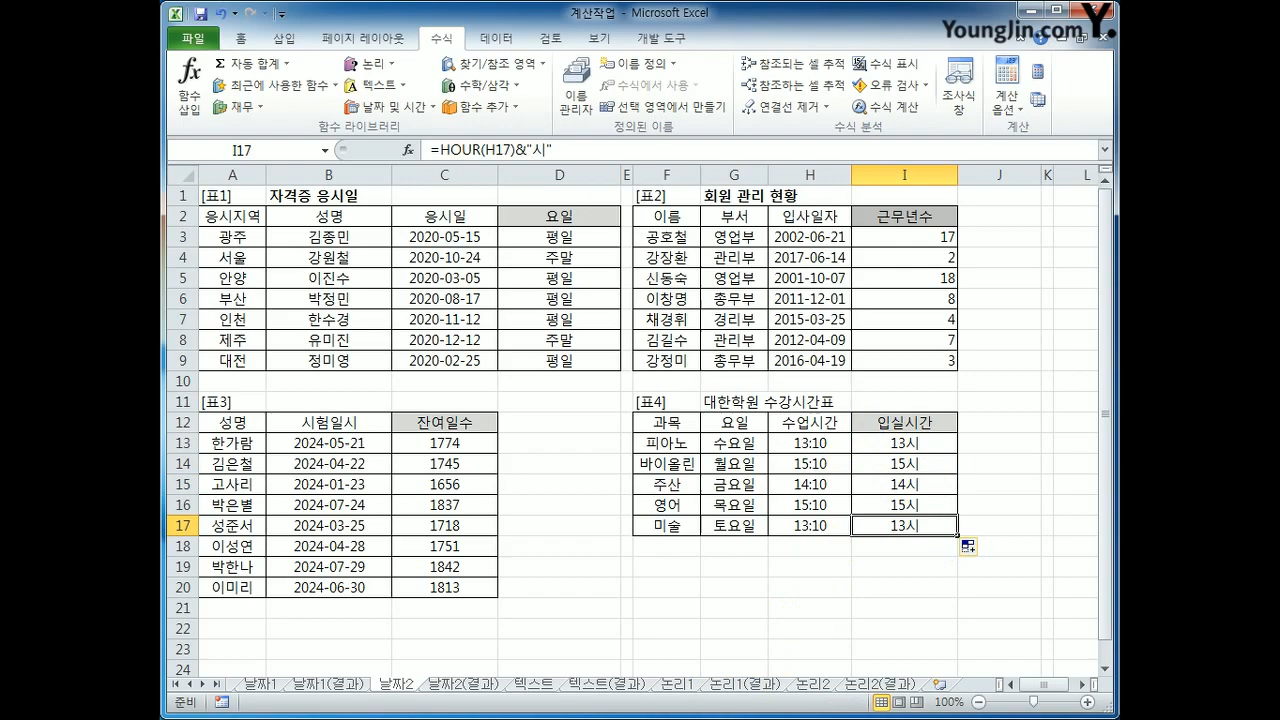 계산작업 - Microsoft Excel
YoungJin.com Y.
파일 홈 삽입 페이지 레이아웃 수식 데이터 검토 보기 개발 도구
fx 함수 삽입
Σ 자동 합계 논리 찾기/참조 영역
최근에 사용한 함수 텍스트 수학/삼각
재무 날짜 및 시간 함수 추가
함수 라이브러리
이름 관리자
이름 정의
수식에서 사용
선택 영역에서 만들기
정의된 이름
참조되는 셀 추적 수식 표시
참조하는 셀 추적 오류 검사
연결선 제거 수식 계산
수식 분석
조사식 창
계산 옵션
계산
I17 fx =HOUR(H17)&"시"
A B C D E F G H I J K L
1 [표1] 자격증 응시일 [표2] 회원 관리 현황
2 응시지역 성명 응시일 요일 이름 부서 입사일자 근무년수
3 광주 김종민 2020-05-15 평일 공호철 영업부 2002-06-21 17
4 서울 강원철 2020-10-24 주말 강장환 관리부 2017-06-14 2
5 안양 이진수 2020-03-05 평일 신동숙 영업부 2001-10-07 18
6 부산 박정민 2020-08-17 평일 이창명 총무부 2011-12-01 8
7 인천 한수경 2020-11-12 평일 채경휘 경리부 2015-03-25 4
8 제주 유미진 2020-12-12 주말 김길수 관리부 2012-04-09 7
9 대전 정미영 2020-02-25 평일 강정미 총무부 2016-04-19 3
10
11 [표3] [표4] 대한학원 수강시간표
12 성명 시험일시 잔여일수 과목 요일 수업시간 입실시간
13 한가람 2024-05-21 1774 피아노 수요일 13:10 13시
14 김은철 2024-04-22 1745 바이올린 월요일 15:10 15시
15 고사리 2024-01-23 1656 주산 금요일 14:10 14시
16 박은별 2024-07-24 1837 영어 목요일 15:10 15시
17 성준서 2024-03-25 1718 미술 토요일 13:10 13시
18 이성연 2024-04-28 1751
19 박한나 2024-07-29 1842
20 이미리 2024-06-30 1813
21
22
23
24
날짜1 날짜1(결과) 날짜2 날짜2(결과) 텍스트 텍스트(결과) 논리1 논리1(결과) 논리2 논리2(결과)
준비 100%